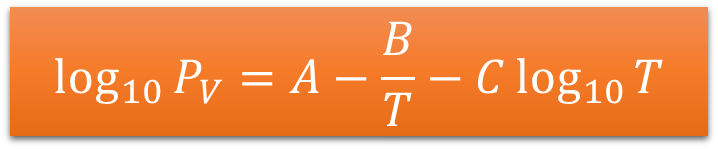 log₁₀ P_V = A − B/T − C log₁₀ T